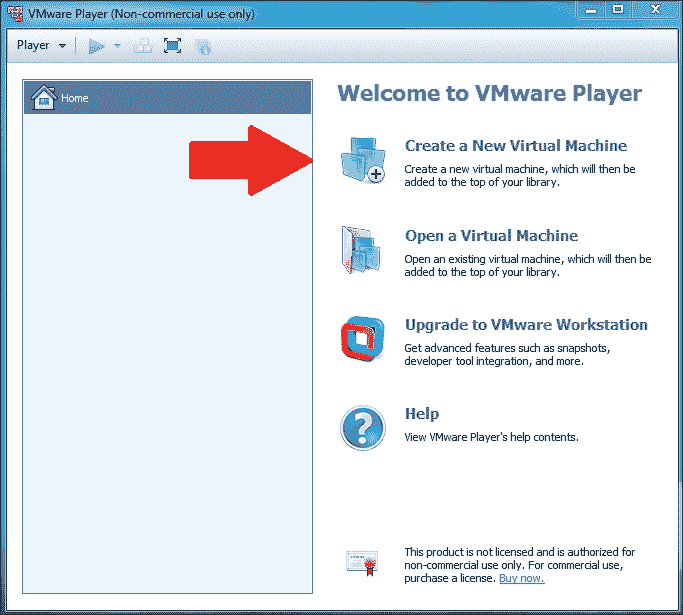 VMware Player (Non-commercial use only)
Player
Home
Welcome to VMware Player
Create a New Virtual Machine
Create a new virtual machine, which will then be
added to the top of your library.
Open a Virtual Machine
Open an existing virtual machine, which will then be
added to the top of your library.
Upgrade to VMware Workstation
Get advanced features such as snapshots,
developer tool integration, and more.
Help
View VMware Player's help contents.
This product is not licensed and is authorized for
non-commercial use only. For commercial use,
purchase a license. Buy now.